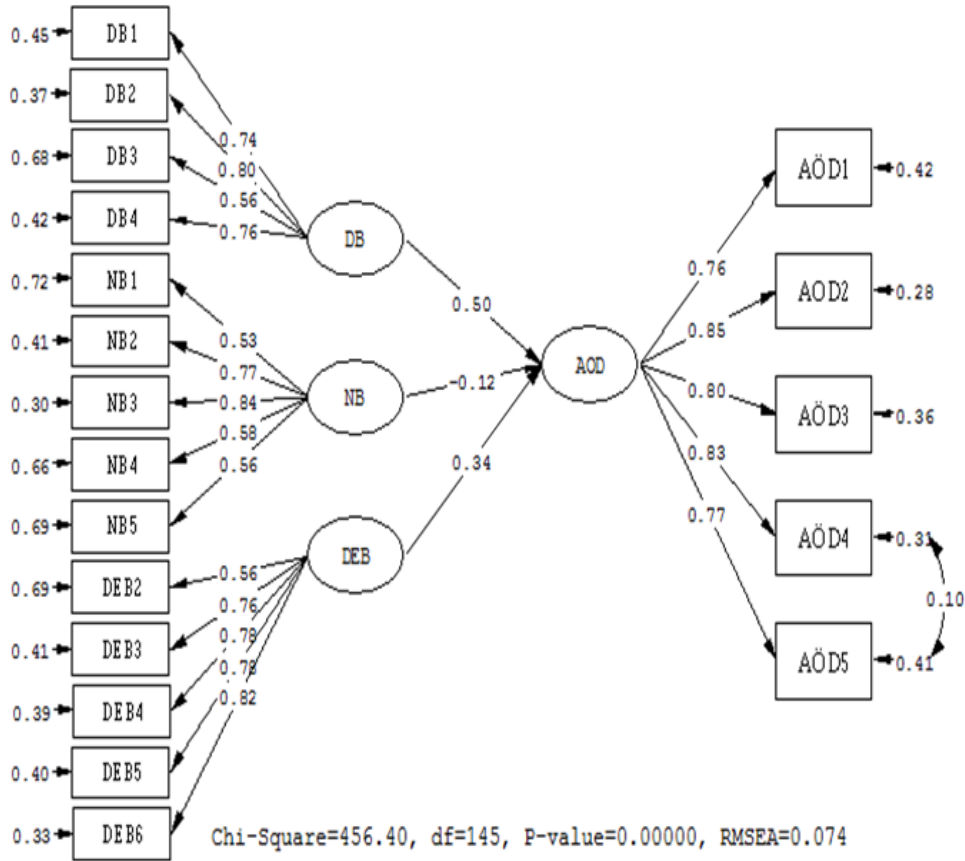 0.45 DB1
0.37 DB2
0.68 DB3
0.42 DB4
0.72 NB1
0.41 NB2
0.30 NB3
0.66 NB4
0.69 NB5
0.69 DEB2
0.41 DEB3
0.39 DEB4
0.40 DEB5
0.33 DEB6
0.74
0.80
0.56
0.76
0.53
0.77
0.84
0.58
0.56
0.56
0.76
0.78
0.78
0.82
DB
NB
DEB
0.50
-0.12
0.34
AOD
0.76
0.85
0.80
0.83
0.77
AÖD1 0.42
AÖD2 0.28
AÖD3 0.36
AÖD4 0.31
AÖD5 0.41
0.10
Chi-Square=456.40, df=145, P-value=0.00000, RMSEA=0.074